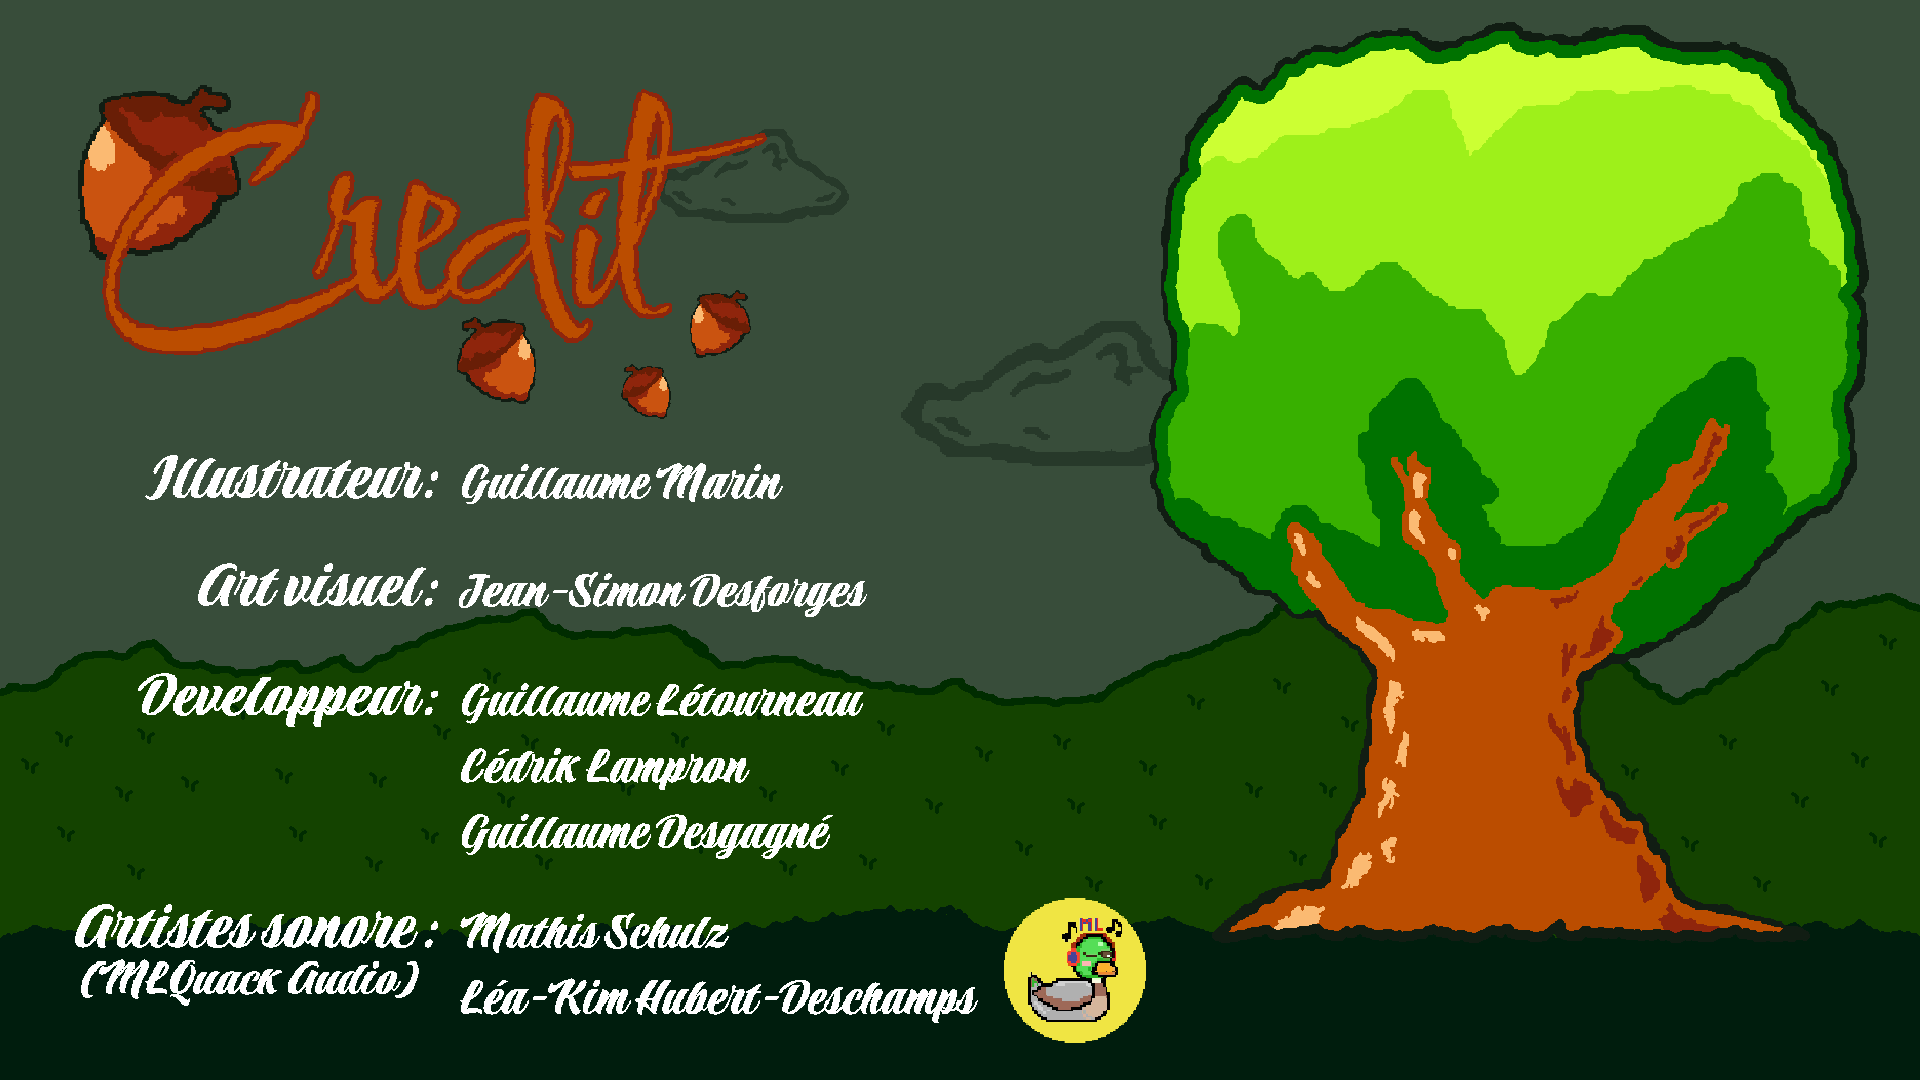 Credit
Illustrateur: Guillaume Marin
Art visuel: Jean-Simon Desforges
Developpeur: Guillaume Létourneau
Cédrik Lampron
Guillaume Desgagné
Artistes sonore: Mathis Schulz
(MLQuack Audio)
Léa-Kim Hubert-Deschamps
ML